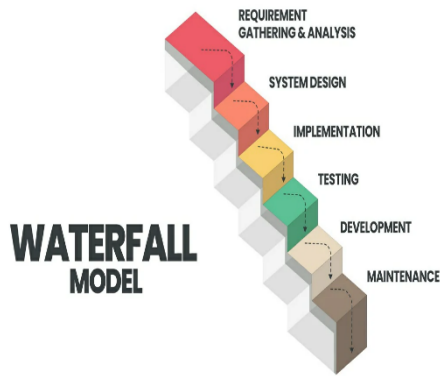 REQUIREMENT
GATHERING & ANALYSIS
SYSTEM DESIGN
IMPLEMENTATION
TESTING
DEVELOPMENT
MAINTENANCE
WATERFALL
MODEL